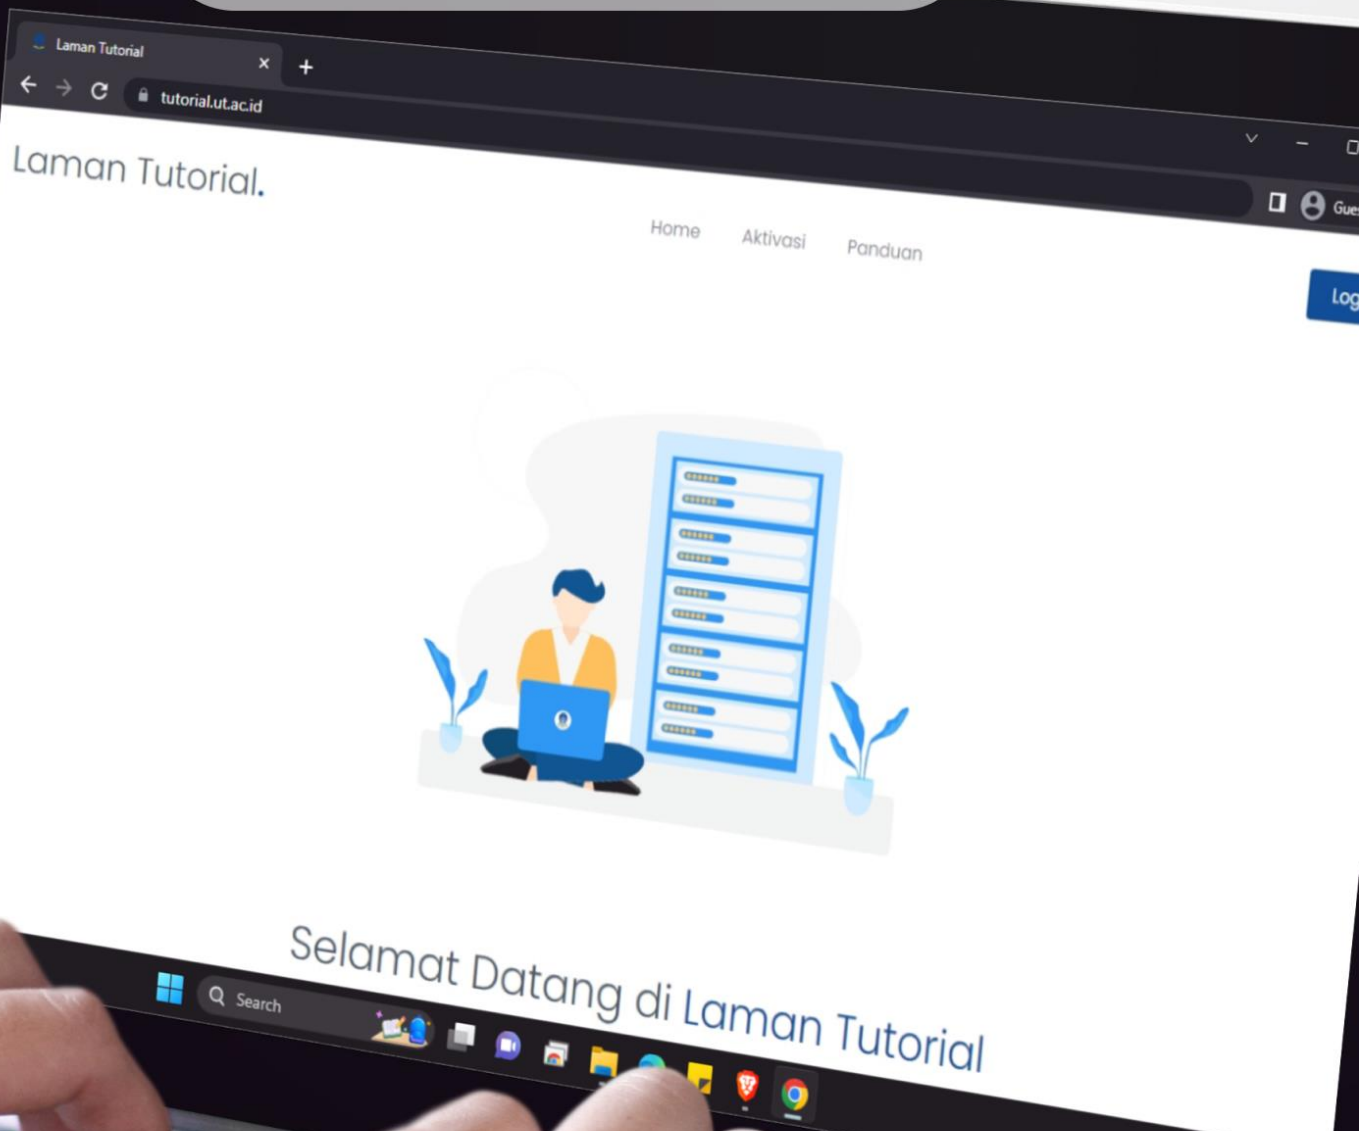 Laman Tutorial
tutorial.ut.ac.id
Laman Tutorial.
Home Aktivasi Panduan
Selamat Datang di Laman Tutorial
Search